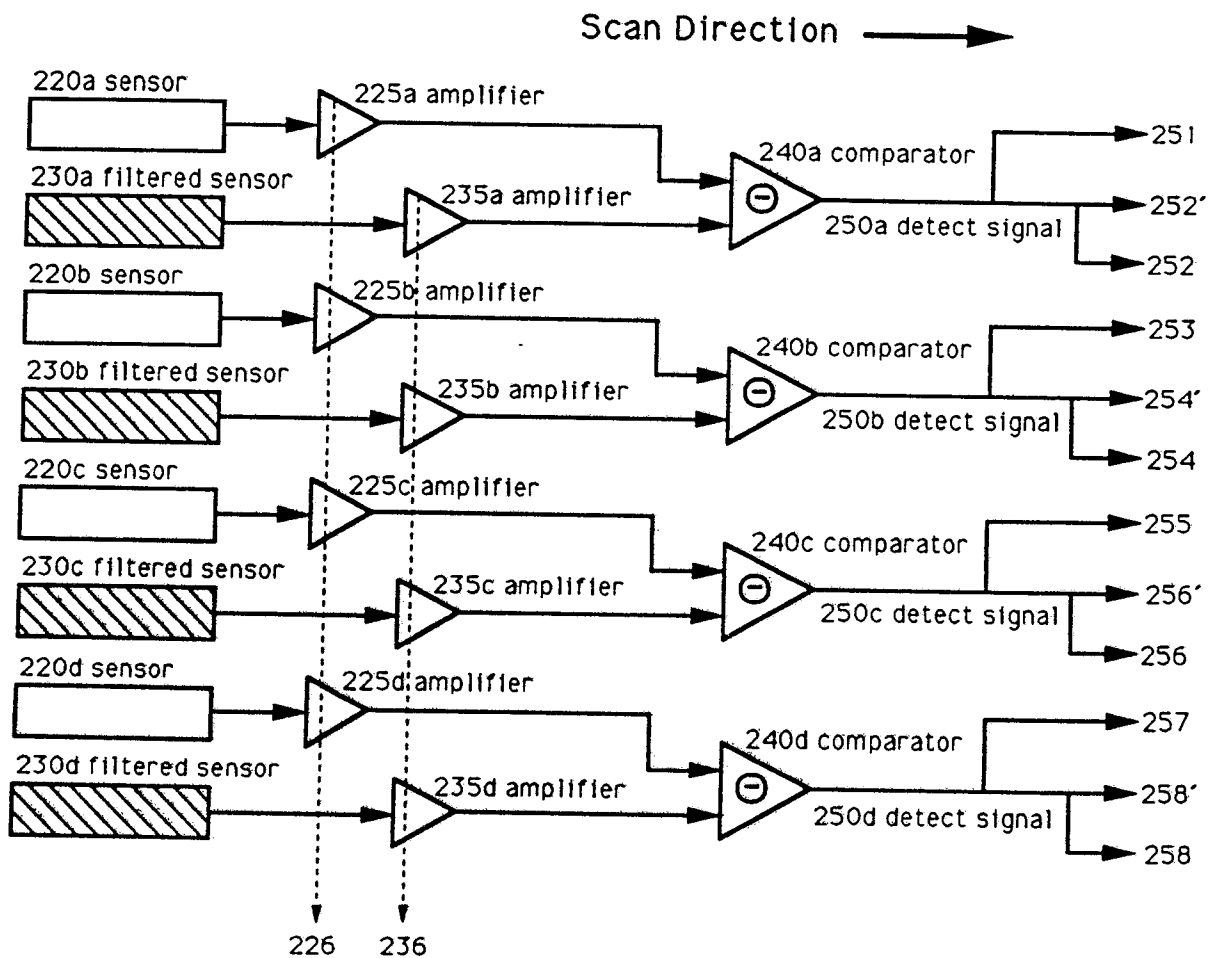 Scan Direction
220a sensor
225a amplifier
240a comparator
251
230a filtered sensor
235a amplifier
252′
250a detect signal
252
220b sensor
225b amplifier
240b comparator
253
230b filtered sensor
235b amplifier
254′
250b detect signal
254
220c sensor
225c amplifier
240c comparator
255
230c filtered sensor
235c amplifier
256′
250c detect signal
256
220d sensor
225d amplifier
240d comparator
257
230d filtered sensor
235d amplifier
258′
250d detect signal
258
226
236